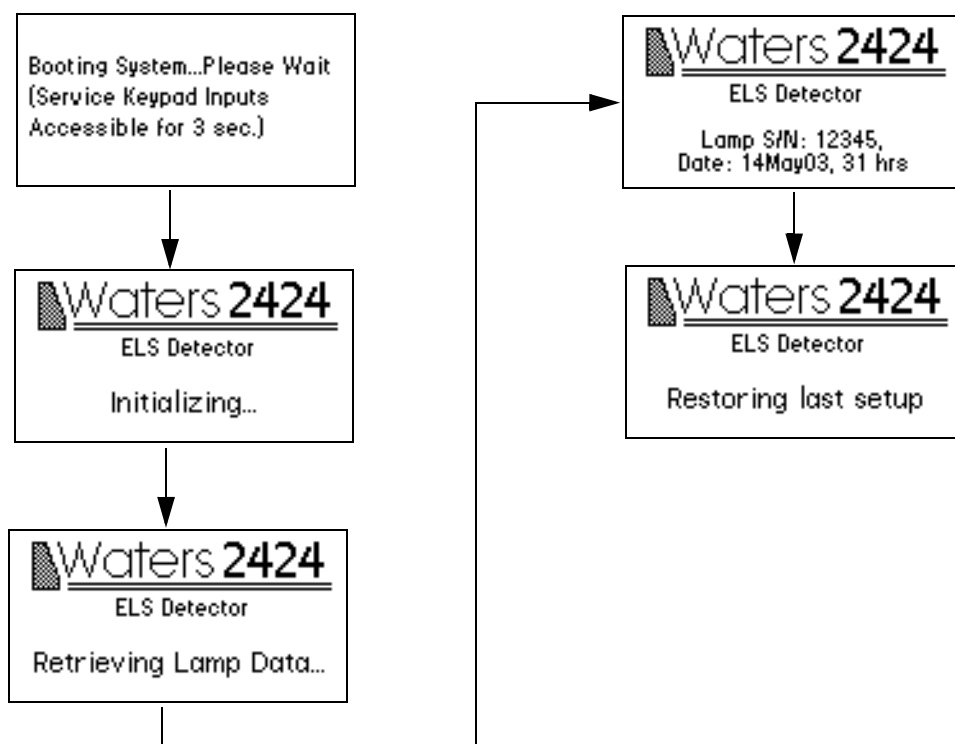 Booting System...Please Wait
(Service Keypad Inputs
Accessible for 3 sec.)
Waters 2424
ELS Detector
Initializing...
Waters 2424
ELS Detector
Retrieving Lamp Data...
Waters 2424
ELS Detector
Lamp S/N: 12345,
Date: 14May03, 31 hrs
Waters 2424
ELS Detector
Restoring last setup